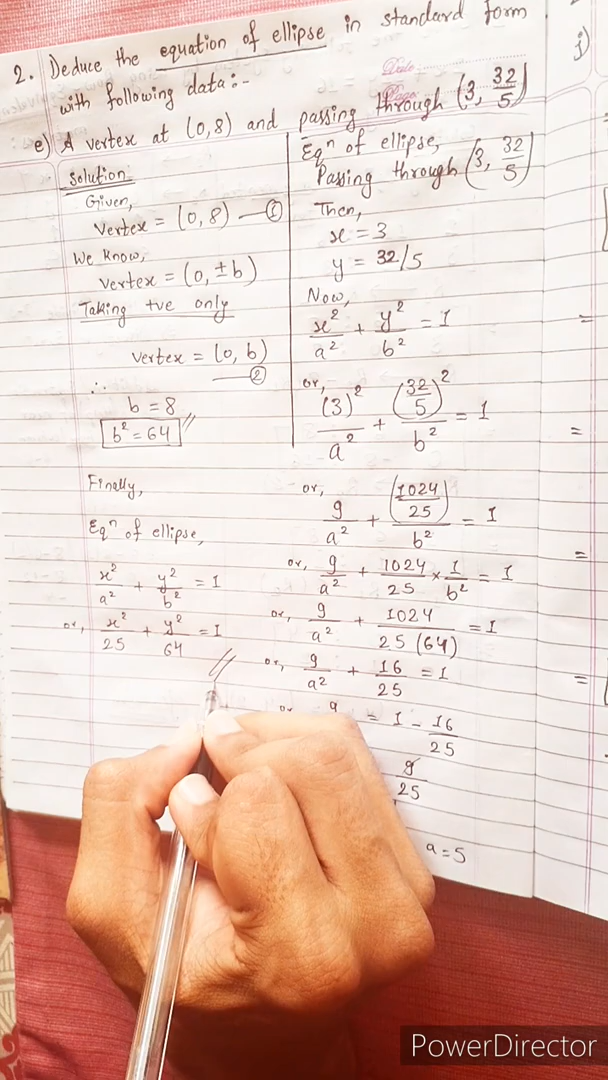 2. Deduce the equation of ellipse in standard form
with following data:-
Date
Page
e) A vertex at (0,8) and passing through (3, 32/5)
Solution
Given,
Vertex = (0,8) —①
We know,
vertex = (0, ±b)
Taking +ve only
vertex = (0, b)
—②
∴
b = 8
b² = 64
Eqⁿ of ellipse,
Passing through (3, 32/5)
Then,
x = 3
y = 32/5
Now,
x²/a² + y²/b² = 1
or, (3)²/a² + (32/5)²/b² = 1
or, 9/a² + (1024/25)/b² = 1
or, 9/a² + 1024/25 × 1/b² = 1
or, 9/a² + 1024/25(64) = 1
or, 9/a² + 16/25 = 1
or = 1 - 16/25
9/25
a = 5
Finally,
Eqⁿ of ellipse,
x²/a² + y²/b² = 1
or, x²/25 + y²/64 = 1
PowerDirector